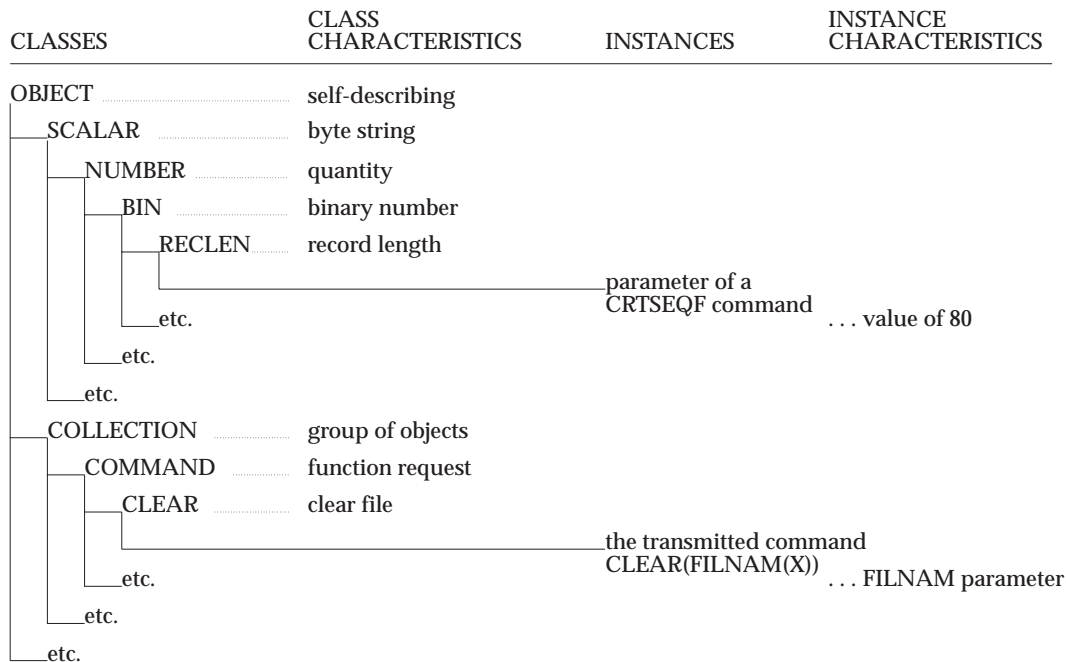 CLASSES CLASS CHARACTERISTICS INSTANCES INSTANCE CHARACTERISTICS
OBJECT self-describing
SCALAR byte string
NUMBER quantity
BIN binary number
RECLEN record length
parameter of a
CRTSEQF command
etc. . . . value of 80
etc.
etc.
COLLECTION group of objects
COMMAND function request
CLEAR clear file
the transmitted command
CLEAR(FILNAM(X))
etc. . . . FILNAM parameter
etc.
etc.